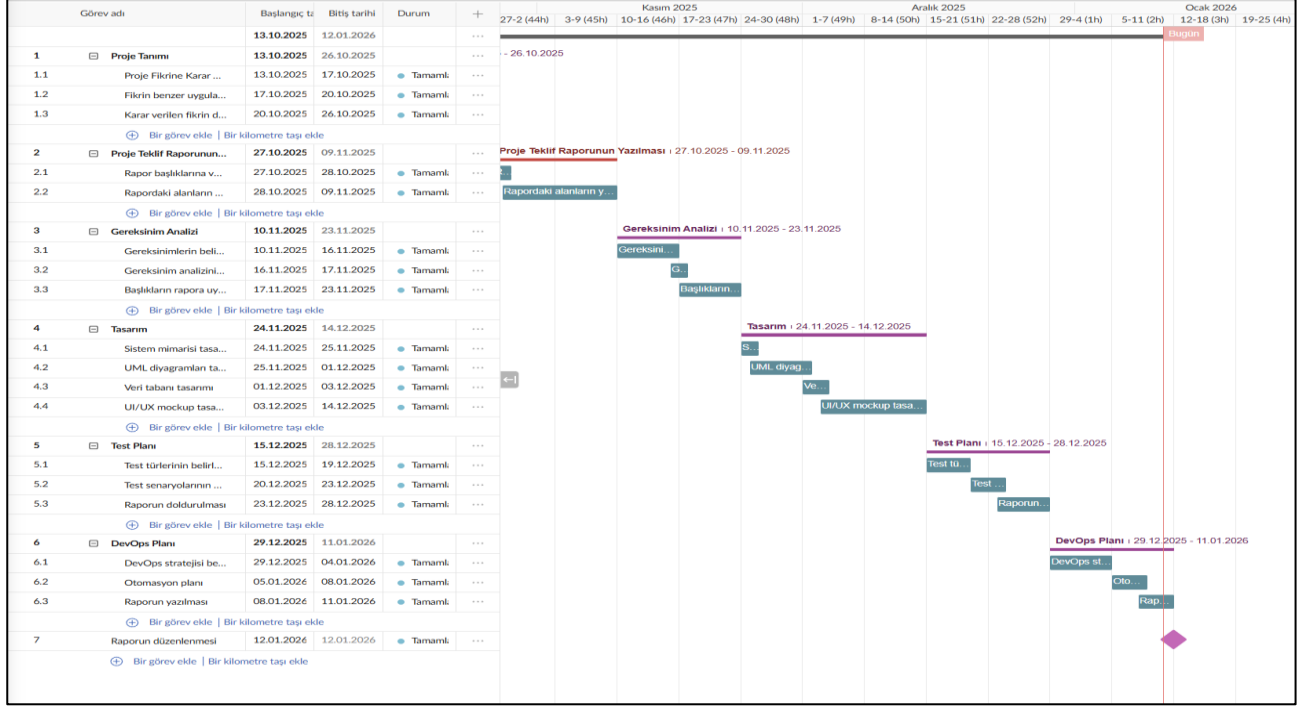 Görev adı Başlangıç ta Bitiş tarihi Durum +
Kasım 2025 Aralık 2025 Ocak 2026
27-2 (44h) 3-9 (45h) 10-16 (46h) 17-23 (47h) 24-30 (48h) 1-7 (49h) 8-14 (50h) 15-21 (51h) 22-28 (52h) 29-4 (1h) 5-11 (2h) 12-18 (3h) 19-25 (4h)
13.10.2025 12.01.2026 ... Bugün
1 Proje Tanımı 13.10.2025 26.10.2025 ... - 26.10.2025
1.1 Proje Fikrine Karar ... 13.10.2025 17.10.2025 Tamamla ...
1.2 Fikrin benzer uygula... 17.10.2025 20.10.2025 Tamamla ...
1.3 Karar verilen fikrin d... 20.10.2025 26.10.2025 Tamamla ...
Bir görev ekle | Bir kilometre taşı ekle
2 Proje Teklif Raporunun... 27.10.2025 09.11.2025 ... Proje Teklif Raporunun Yazılması 27.10.2025 - 09.11.2025
2.1 Rapor başlıklarına v... 27.10.2025 28.10.2025 Tamamla ...
2.2 Rapordaki alanların ... 28.10.2025 09.11.2025 Tamamla ... Rapordaki alanların y...
Bir görev ekle | Bir kilometre taşı ekle
3 Gereksinim Analizi 10.11.2025 23.11.2025 ... Gereksinim Analizi 10.11.2025 - 23.11.2025
3.1 Gereksinimlerin beli... 10.11.2025 16.11.2025 Tamamla ... Gereksini...
3.2 Gereksinim analizini... 16.11.2025 17.11.2025 Tamamla ... G...
3.3 Başlıkların rapora uy... 17.11.2025 23.11.2025 Tamamla ... Başlıkların...
Bir görev ekle | Bir kilometre taşı ekle
4 Tasarım 24.11.2025 14.12.2025 ... Tasarım 24.11.2025 - 14.12.2025
4.1 Sistem mimarisi tasa... 24.11.2025 25.11.2025 Tamamla ... S...
4.2 UML diyagramları ta... 25.11.2025 01.12.2025 Tamamla ... UML diyag...
4.3 Veri tabanı tasarımı 01.12.2025 03.12.2025 Tamamla ... Ve...
4.4 UI/UX mockup tasa... 03.12.2025 14.12.2025 Tamamla ... UI/UX mockup tasa...
Bir görev ekle | Bir kilometre taşı ekle
5 Test Planı 15.12.2025 28.12.2025 ... Test Planı 15.12.2025 - 28.12.2025
5.1 Test türlerinin belirl... 15.12.2025 19.12.2025 Tamamla ... Test tü...
5.2 Test senaryolarının ... 20.12.2025 23.12.2025 Tamamla ... Test ...
5.3 Raporun doldurulması 23.12.2025 28.12.2025 Tamamla ... Raporun...
Bir görev ekle | Bir kilometre taşı ekle
6 DevOps Planı 29.12.2025 11.01.2026 ... DevOps Planı 29.12.2025 - 11.01.2026
6.1 DevOps stratejisi be... 29.12.2025 04.01.2026 Tamamla ... DevOps st...
6.2 Otomasyon planı 05.01.2026 08.01.2026 Tamamla ... Oto...
6.3 Raporun yazılması 08.01.2026 11.01.2026 Tamamla ... Rap...
Bir görev ekle | Bir kilometre taşı ekle
7 Raporun düzenlenmesi 12.01.2026 12.01.2026 Tamamla ...
Bir görev ekle | Bir kilometre taşı ekle